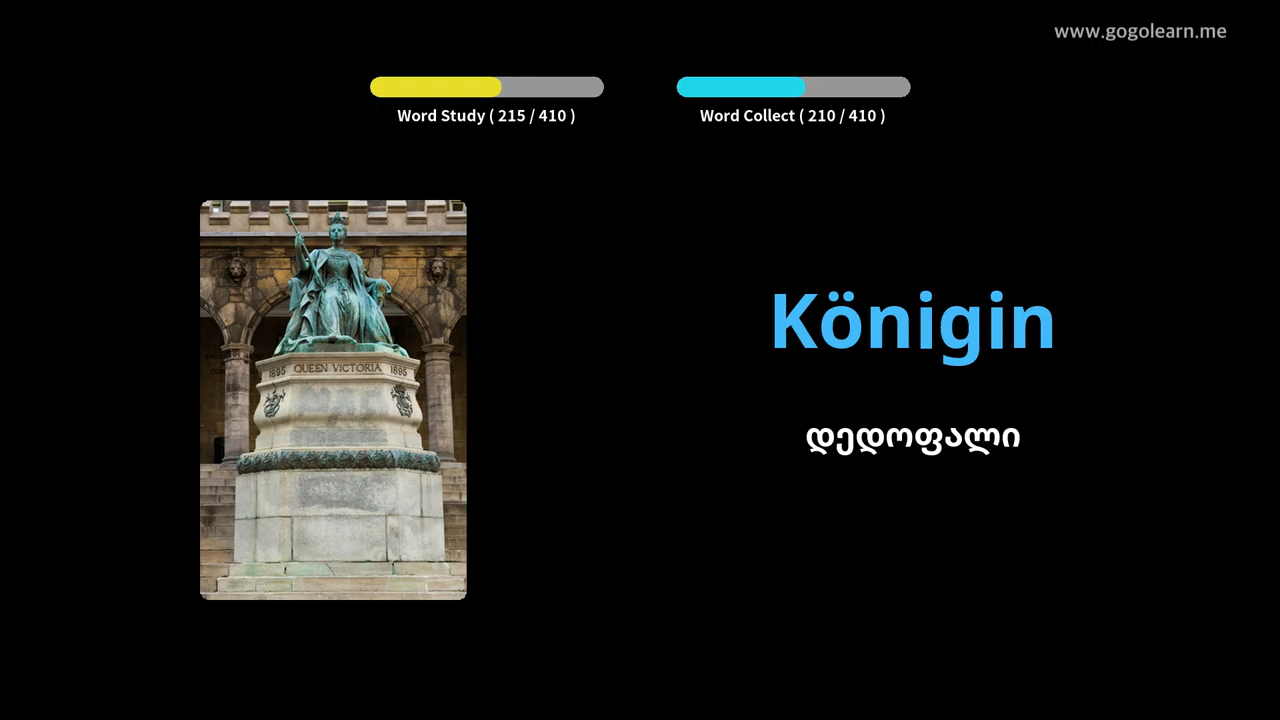 www.gogolearn.me
Word Study ( 215 / 410 )
Word Collect ( 210 / 410 )
1895 QUEEN VICTORIA 1895
Königin
დედოფალი